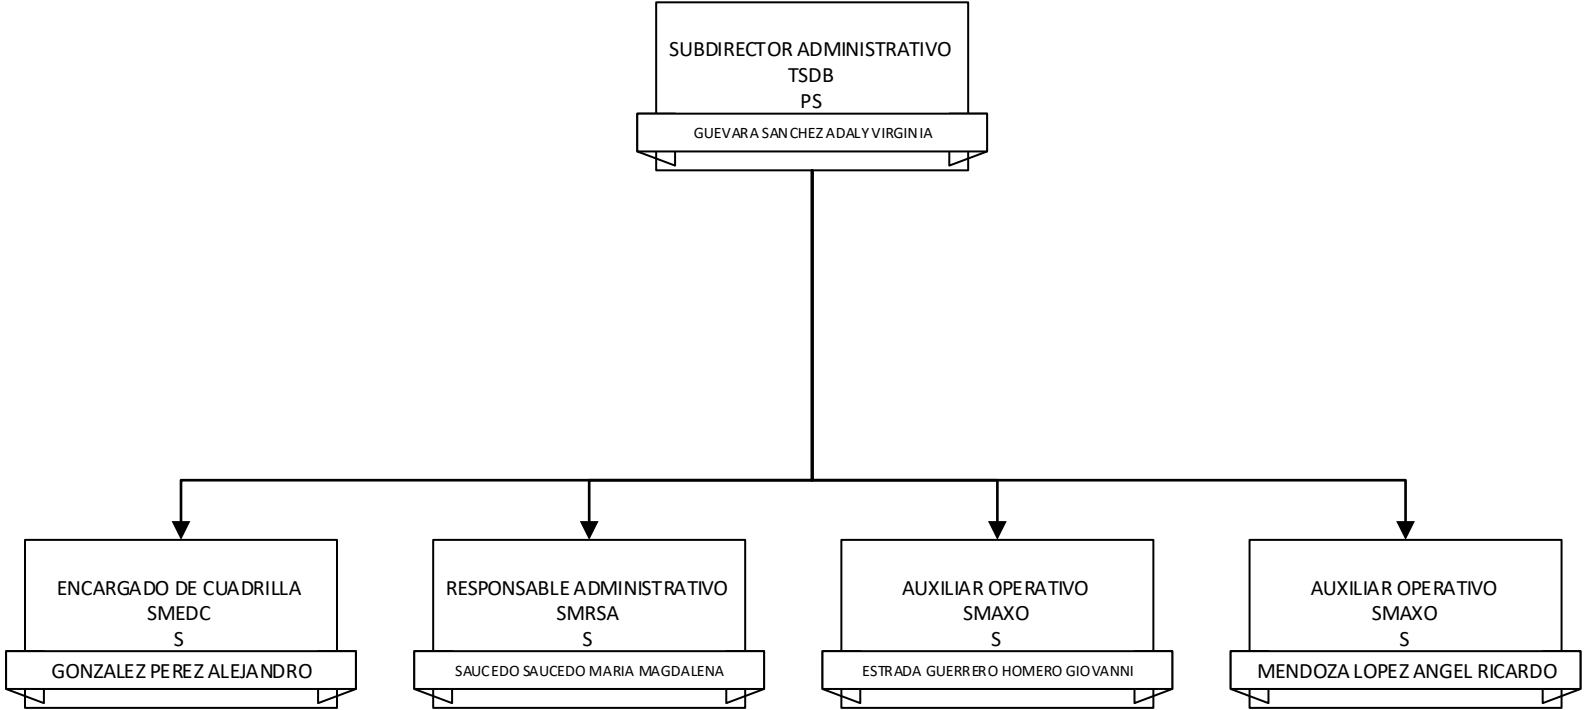 SUBDIRECTOR ADMINISTRATIVO
TSDB
PS
GUEVARA SANCHEZ ADALY VIRGINIA
ENCARGADO DE CUADRILLA
SMEDC
S
GONZALEZ PEREZ ALEJANDRO
RESPONSABLE ADMINISTRATIVO
SMRSA
S
SAUCEDO SAUCEDO MARIA MAGDALENA
AUXILIAR OPERATIVO
SMAXO
S
ESTRADA GUERRERO HOMERO GIOVANNI
AUXILIAR OPERATIVO
SMAXO
S
MENDOZA LOPEZ ANGEL RICARDO